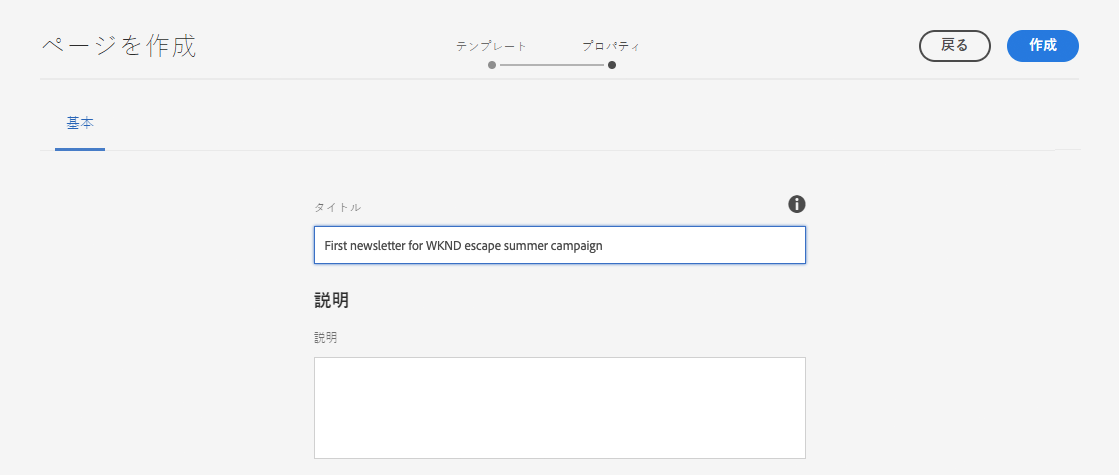 ページを作成
テンプレート
プロパティ
戻る
作成
基本
タイトル
First newsletter for WKND escape summer campaign
説明
説明